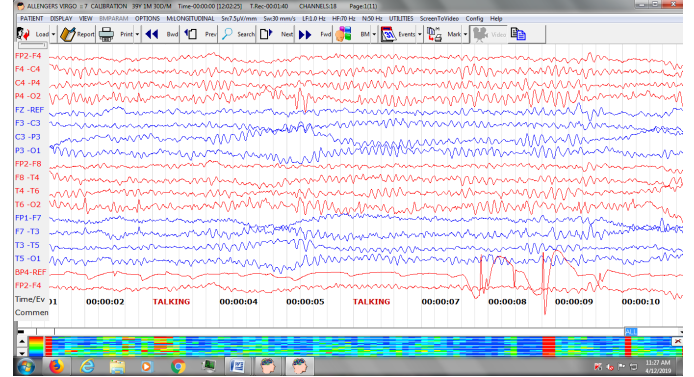 ALLENGERS VIRGO :: 7 CALIBRATION 39Y 1M 30D/M Time-00:00:00 [12:02:25] T.Rec-00:01:40 CHANNELS:18 Page:1(11)
PATIENT DISPLAY VIEW BMPARAM OPTIONS M:LONGITUDINAL Sn7.5µV/mm Sw:30 mm/s LF:1.0 Hz HF:70 Hz N:50 Hz UTILITIES ScreenToVideo Config Help
Load Report Print Bwd Prev Search Next Fwd BM Events Mark Video
FP2-F4
F4 -C4
C4 -P4
P4 -O2
FZ -REF
F3 -C3
C3 -P3
P3 -O1
FP2-F8
F8 -T4
T4 -T6
T6 -O2
FP1-F7
F7 -T3
T3 -T5
T5 -O1
BP4-REF
FP2-F4
Time/Ev 01 00:00:02 TALKING 00:00:04 00:00:05 TALKING 00:00:07 00:00:08 00:00:09 00:00:10
Commen
ALL
11:27 AM
4/12/2019